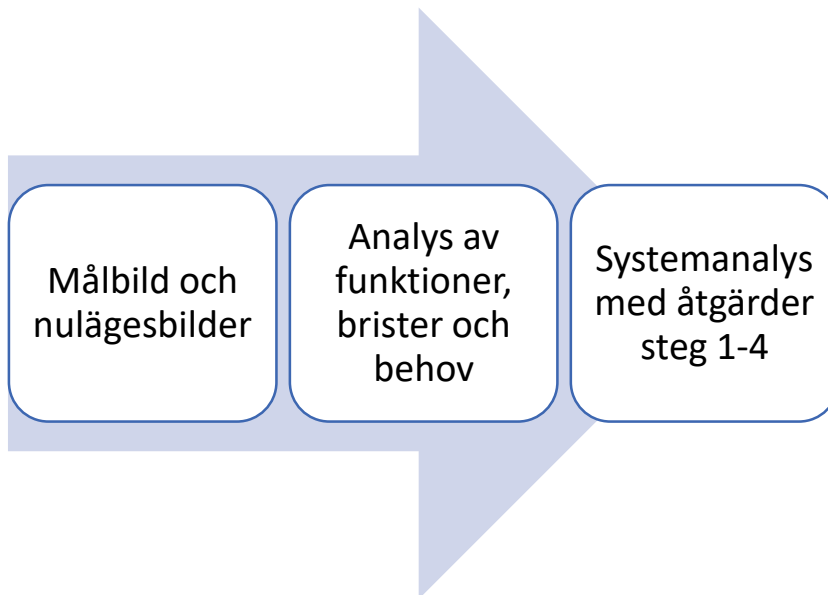 Målbild och
nulägesbilder
Analys av
funktioner,
brister och
behov
Systemanalys
med åtgärder
steg 1-4